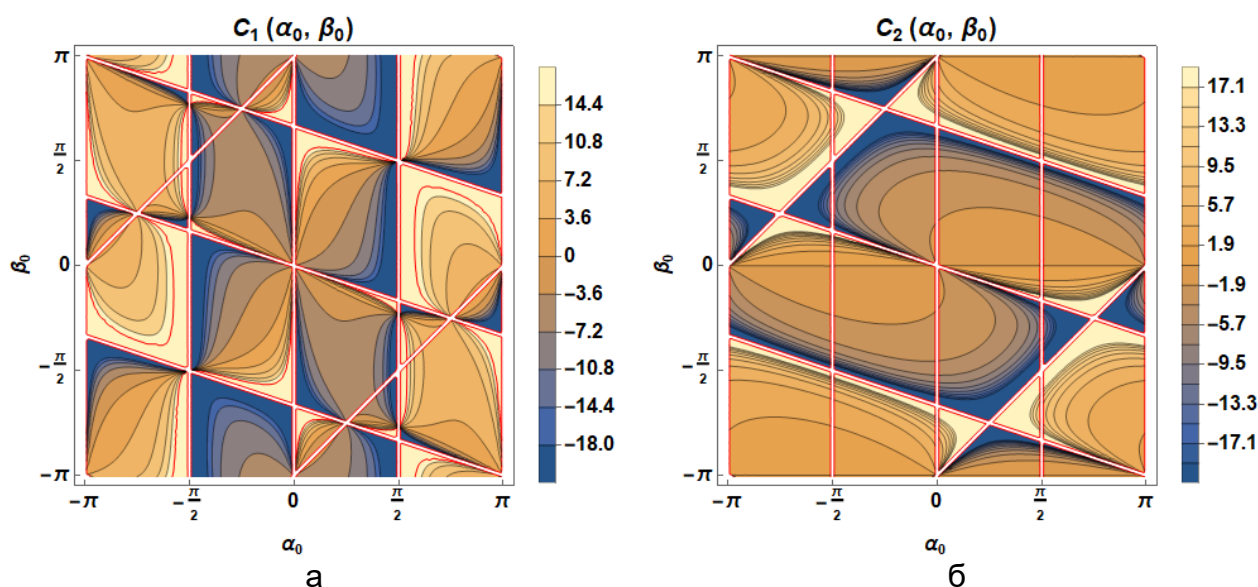 C₁ (α₀, β₀)
π
π/2
0
-π/2
-π
β₀
-π
-π/2
0
π/2
π
α₀
14.4
10.8
7.2
3.6
0
-3.6
-7.2
-10.8
-14.4
-18.0
а
C₂ (α₀, β₀)
π
π/2
0
-π/2
-π
β₀
-π
-π/2
0
π/2
π
α₀
17.1
13.3
9.5
5.7
1.9
-1.9
-5.7
-9.5
-13.3
-17.1
б